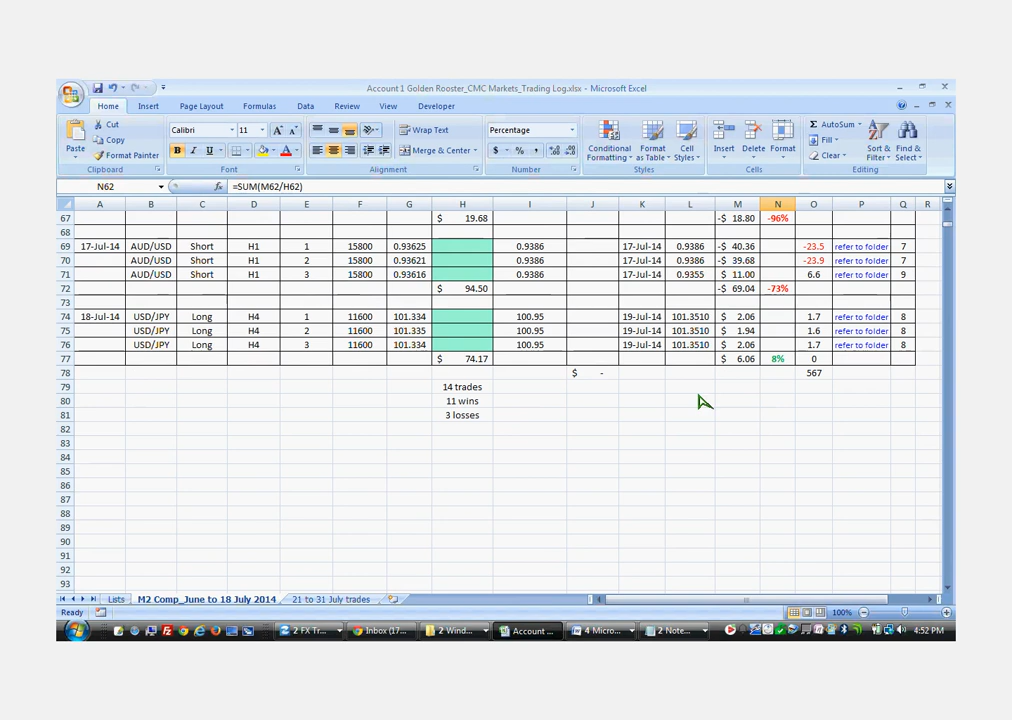 Account 1 Golden Rooster_CMC Markets_Trading Log.xlsx - Microsoft Excel
Home Insert Page Layout Formulas Data Review View Developer
Paste Cut Copy Format Painter Clipboard
Calibri 11 B I U Font
Wrap Text Merge & Center Alignment
Percentage $ % , Number
Conditional Formatting Format as Table Cell Styles Styles
Insert Delete Format Cells
Σ AutoSum Fill Clear Sort & Filter Find & Select Editing
N62 fx =SUM(M62/H62)
A B C D E F G H I J K L M N O P Q R
67 $ 19.68 -$ 18.80 -96%
68
69 17-Jul-14 AUD/USD Short H1 1 15800 0.93625 0.9386 17-Jul-14 0.9386 -$ 40.36 -23.5 refer to folder 7
70 AUD/USD Short H1 2 15800 0.93621 0.9386 17-Jul-14 0.9386 -$ 39.68 -23.9 refer to folder 7
71 AUD/USD Short H1 3 15800 0.93616 0.9386 17-Jul-14 0.9355 $ 11.00 6.6 refer to folder 9
72 $ 94.50 -$ 69.04 -73%
73
74 18-Jul-14 USD/JPY Long H4 1 11600 101.334 100.95 19-Jul-14 101.3510 $ 2.06 1.7 refer to folder 8
75 USD/JPY Long H4 2 11600 101.335 100.95 19-Jul-14 101.3510 $ 1.94 1.6 refer to folder 8
76 USD/JPY Long H4 3 11600 101.334 100.95 19-Jul-14 101.3510 $ 2.06 1.7 refer to folder 8
77 $ 74.17 $ 6.06 8% 0
78 $ - 567
79 14 trades
80 11 wins
81 3 losses
82
83
84
85
86
87
88
89
90
91
92
93
Lists M2 Comp_June to 18 July 2014 21 to 31 July trades
Ready 100%
2 FX Tr... Inbox (17... 2 Wind... Account ... 4 Micro... 2 Note... 4:52 PM